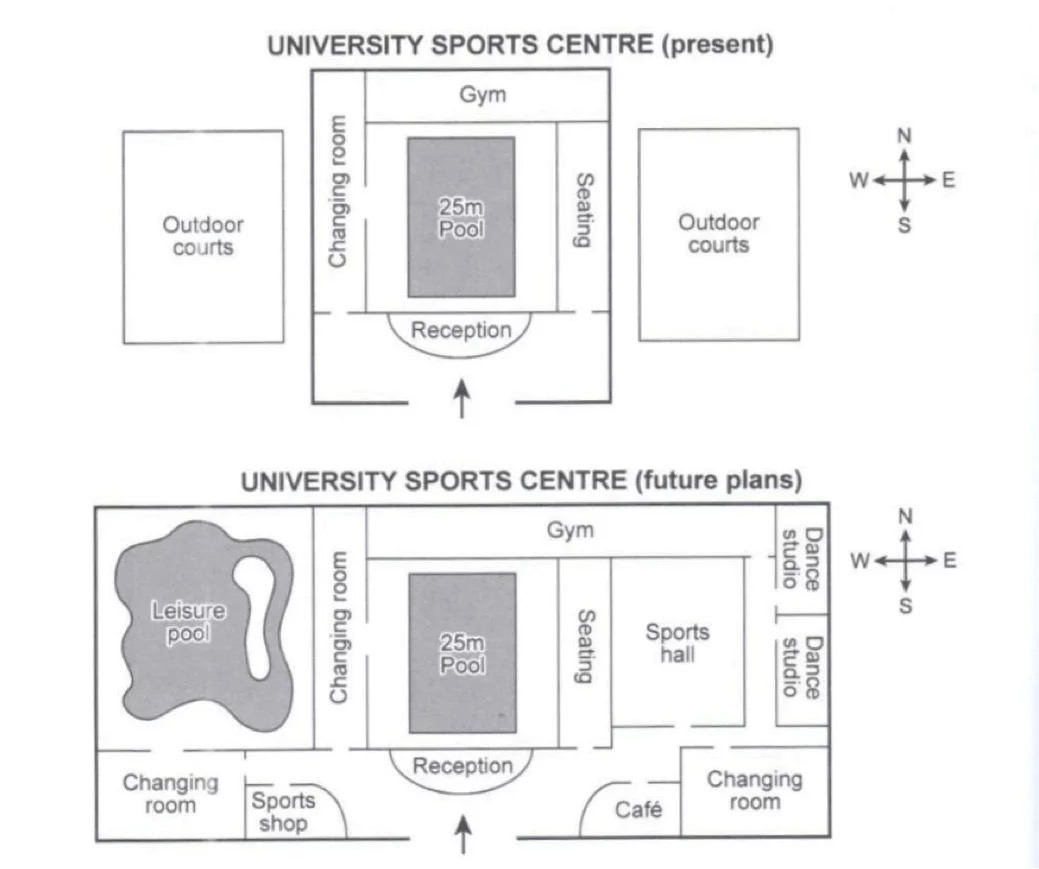 UNIVERSITY SPORTS CENTRE (present)
Gym
Changing room
25m
Pool
Seating
Outdoor
courts
Outdoor
courts
Reception
N
W E
S
UNIVERSITY SPORTS CENTRE (future plans)
Gym
Leisure
pool
Changing room
25m
Pool
Seating
Sports
hall
Dance
studio
Dance
studio
Reception
Changing
room
Sports
shop
Café
Changing
room
N
W E
S